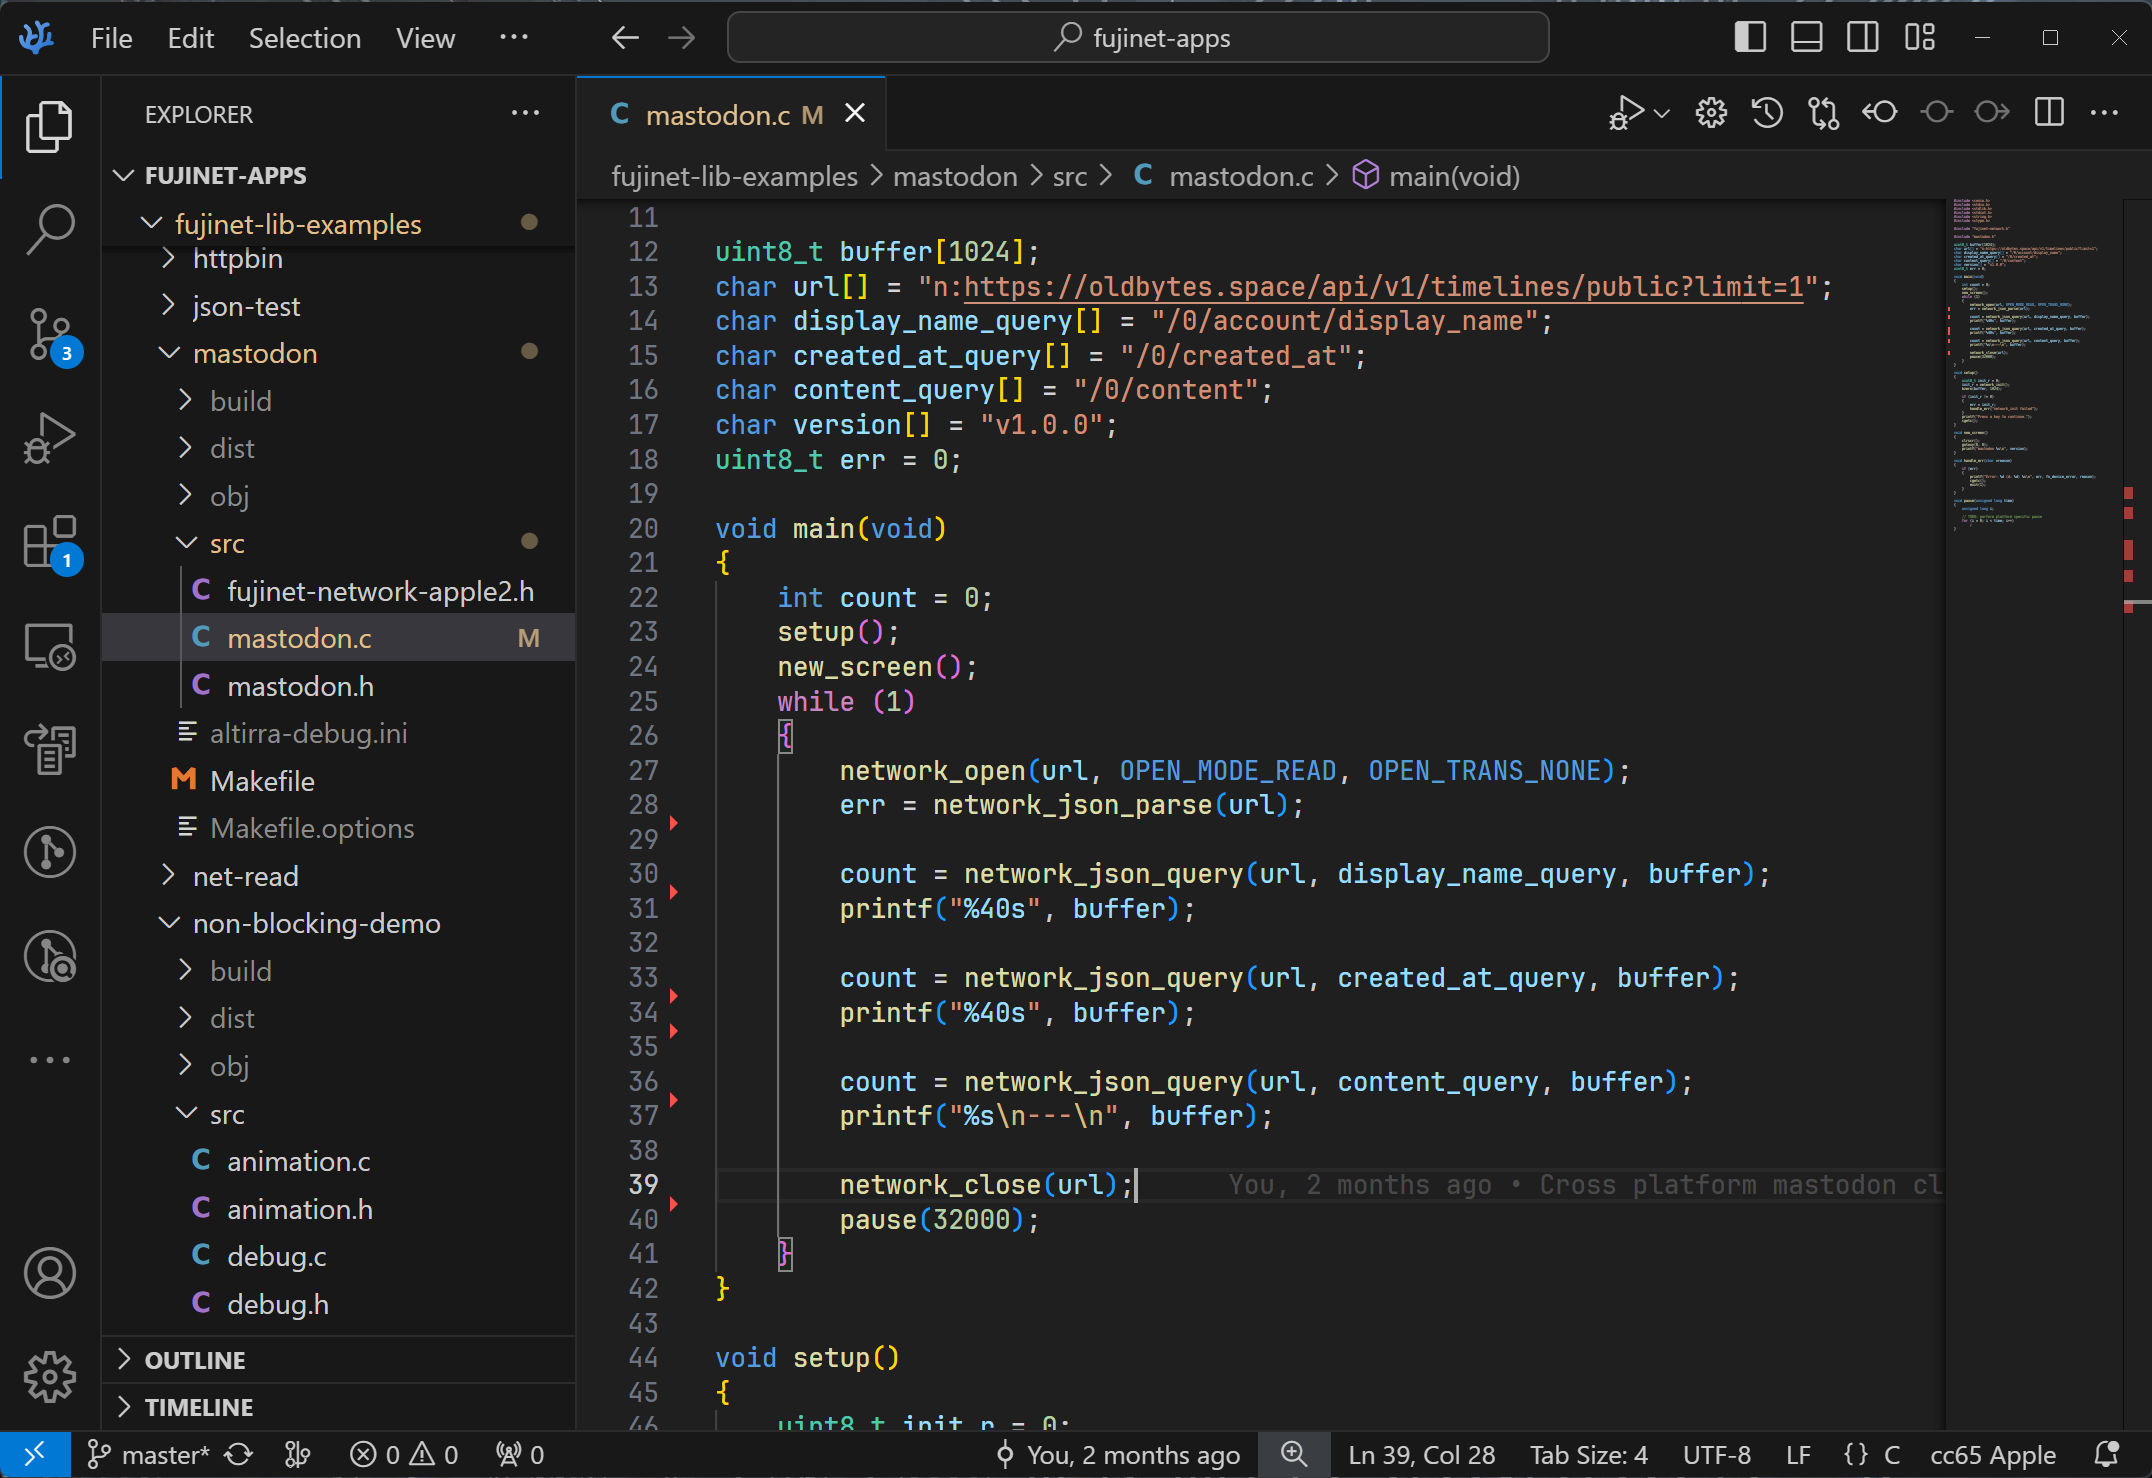 File Edit Selection View ···
fujinet-apps
EXPLORER ···
FUJINET-APPS
fujinet-lib-examples
httpbin
json-test
mastodon
build
dist
obj
src
C fujinet-network-apple2.h
C mastodon.c M
C mastodon.h
altirra-debug.ini
M Makefile
Makefile.options
net-read
non-blocking-demo
build
dist
obj
src
C animation.c
C animation.h
C debug.c
C debug.h
OUTLINE
TIMELINE
3
1
C mastodon.c M
fujinet-lib-examples > mastodon > src > C mastodon.c > main(void)
11
12 uint8_t buffer[1024];
13 char url[] = "n:https://oldbytes.space/api/v1/timelines/public?limit=1";
14 char display_name_query[] = "/0/account/display_name";
15 char created_at_query[] = "/0/created_at";
16 char content_query[] = "/0/content";
17 char version[] = "v1.0.0";
18 uint8_t err = 0;
19
20 void main(void)
21 {
22 int count = 0;
23 setup();
24 new_screen();
25 while (1)
26 {
27 network_open(url, OPEN_MODE_READ, OPEN_TRANS_NONE);
28 err = network_json_parse(url);
29
30 count = network_json_query(url, display_name_query, buffer);
31 printf("%40s", buffer);
32
33 count = network_json_query(url, created_at_query, buffer);
34 printf("%40s", buffer);
35
36 count = network_json_query(url, content_query, buffer);
37 printf("%s\n---\n", buffer);
38
39 network_close(url); You, 2 months ago • Cross platform mastodon cl
40 pause(32000);
41 }
42 }
43
44 void setup()
45 {
46 uint8_t init_r = 0;
master* 0 0 0 You, 2 months ago Ln 39, Col 28 Tab Size: 4 UTF-8 LF {} C cc65 Apple